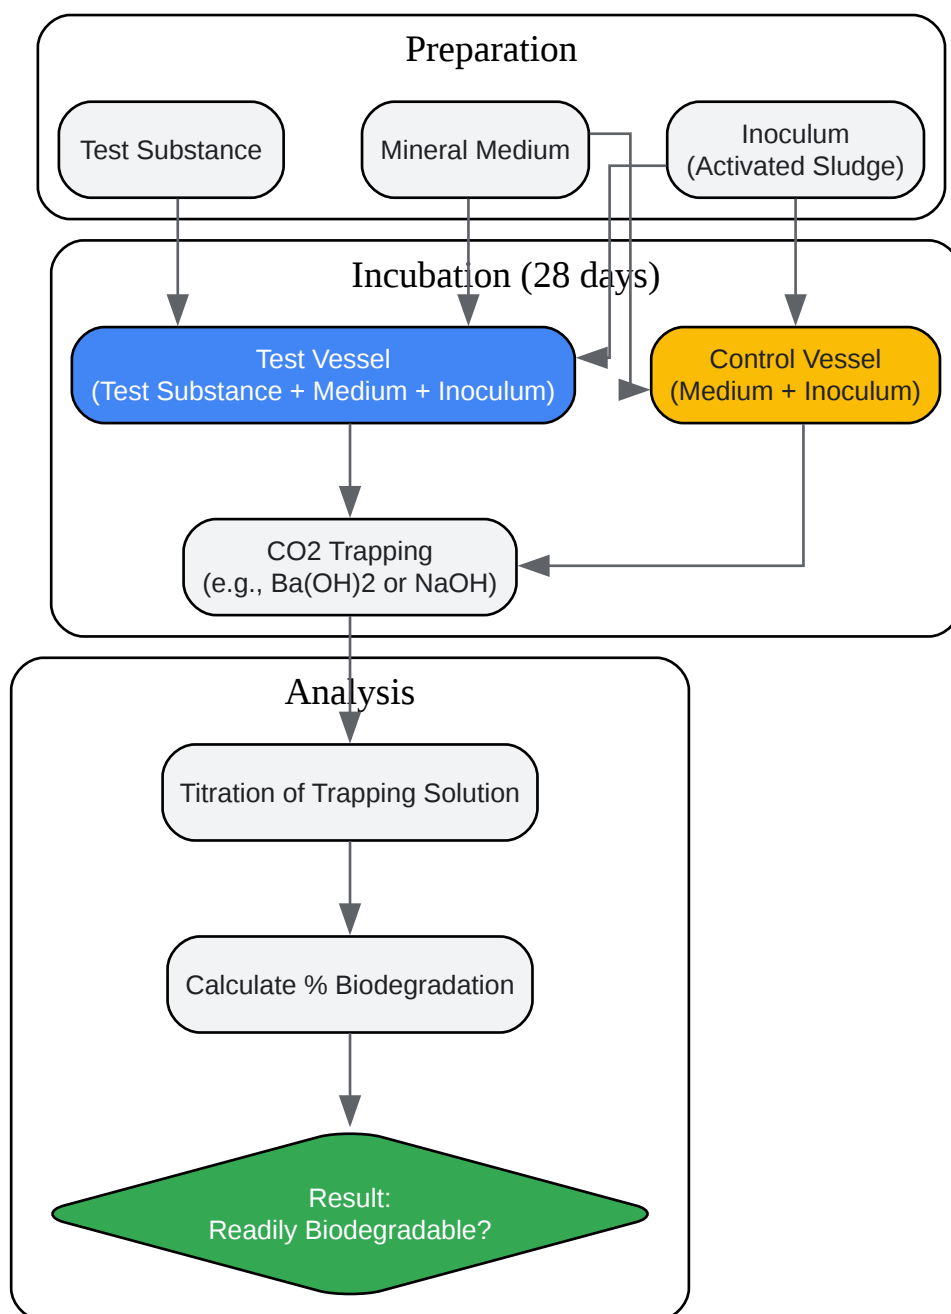 Preparation
Test Substance
Mineral Medium
Inoculum
(Activated Sludge)
Incubation (28 days)
Test Vessel
(Test Substance + Medium + Inoculum)
Control Vessel
(Medium + Inoculum)
CO2 Trapping
(e.g., Ba(OH)2 or NaOH)
Analysis
Titration of Trapping Solution
Calculate % Biodegradation
Result:
Readily Biodegradable?